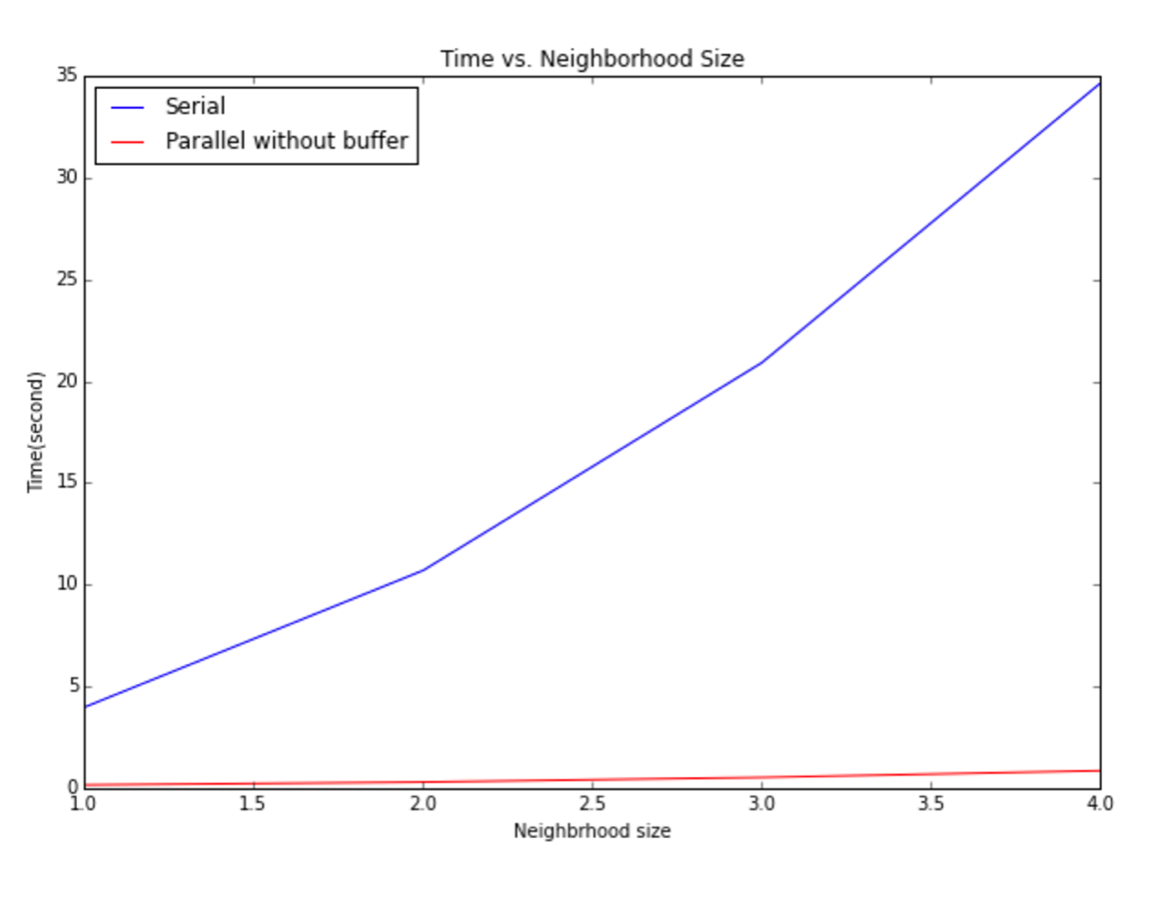 Time vs. Neighborhood Size
Serial
Parallel without buffer
35
30
25
20
15
10
5
0
Time(second)
1.0 1.5 2.0 2.5 3.0 3.5 4.0
Neighbrhood size